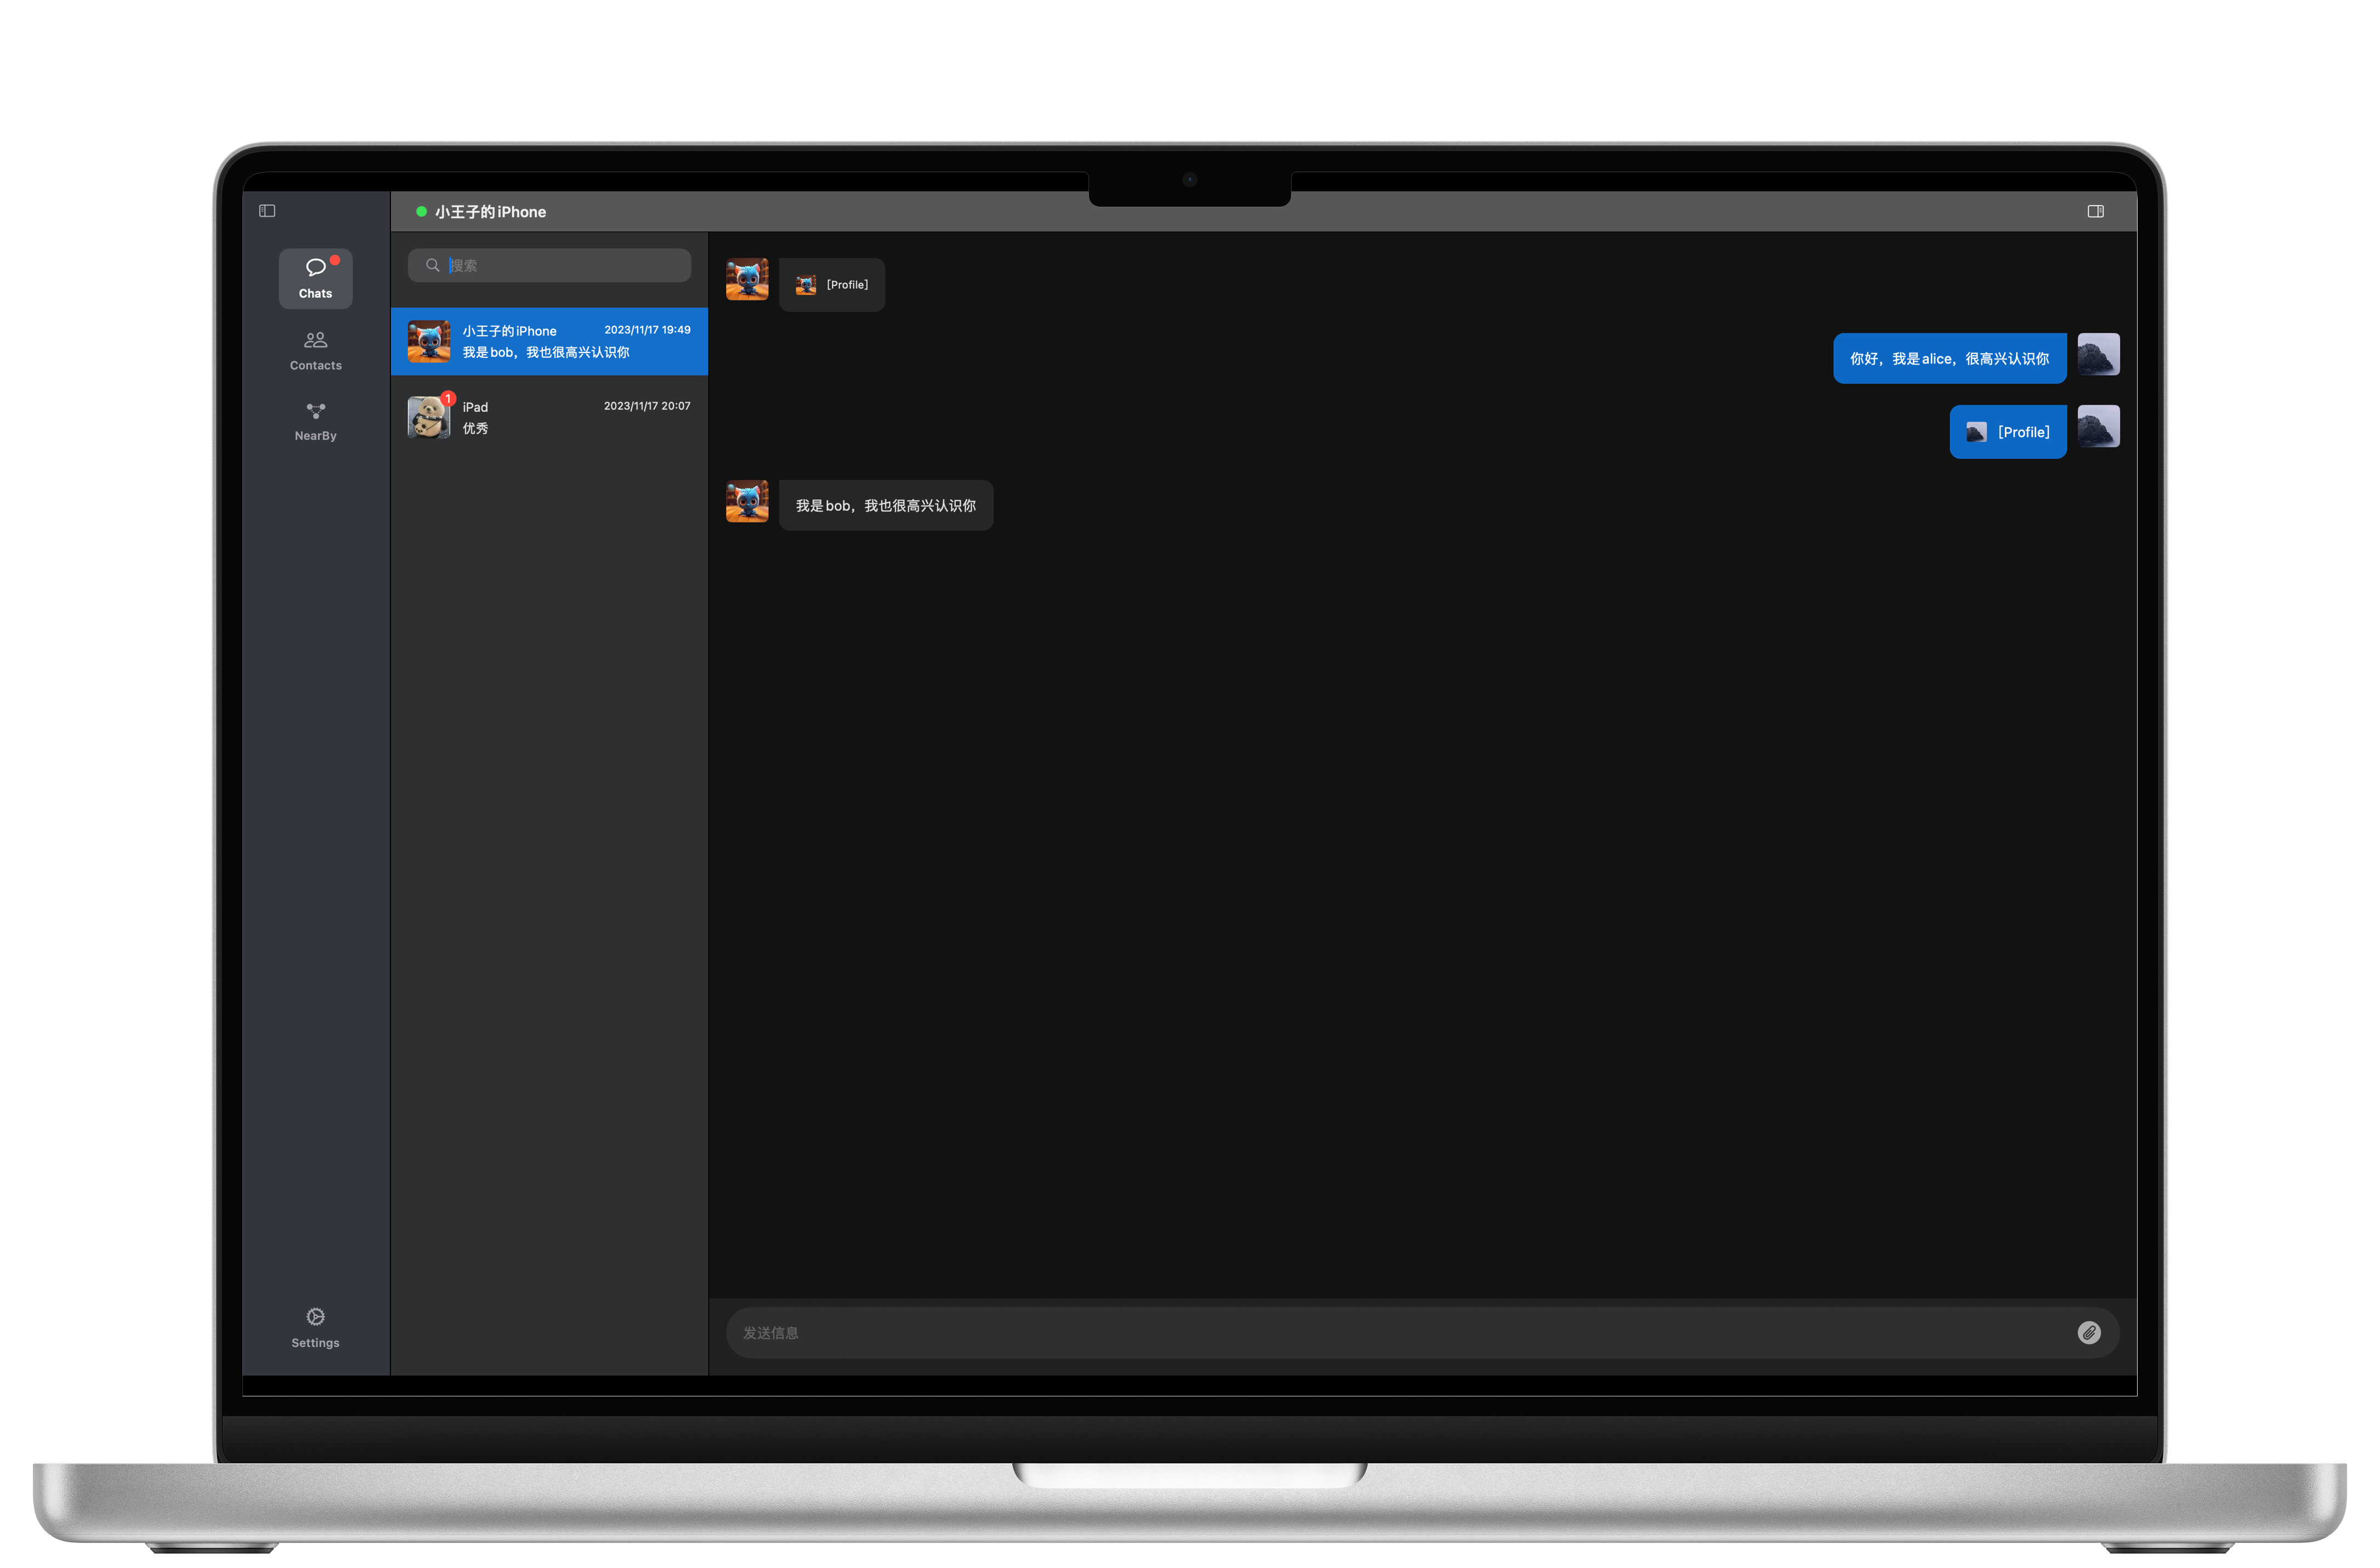 小王子的iPhone
Chats
Contacts
NearBy
Settings
搜索
小王子的iPhone 2023/11/17 19:49
我是bob，我也很高兴认识你
1
iPad 2023/11/17 20:07
优秀
[Profile]
你好，我是alice，很高兴认识你
[Profile]
我是bob，我也很高兴认识你
发送信息